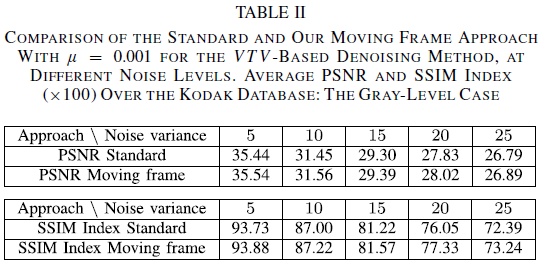 TABLE II
COMPARISON OF THE STANDARD AND OUR MOVING FRAME APPROACH
WITH μ = 0.001 FOR THE VTV-BASED DENOISING METHOD, AT
DIFFERENT NOISE LEVELS. AVERAGE PSNR AND SSIM INDEX
(×100) OVER THE KODAK DATABASE: THE GRAY-LEVEL CASE
Approach \ Noise variance 5 10 15 20 25
PSNR Standard 35.44 31.45 29.30 27.83 26.79
PSNR Moving frame 35.54 31.56 29.39 28.02 26.89
Approach \ Noise variance 5 10 15 20 25
SSIM Index Standard 93.73 87.00 81.22 76.05 72.39
SSIM Index Moving frame 93.88 87.22 81.57 77.33 73.24